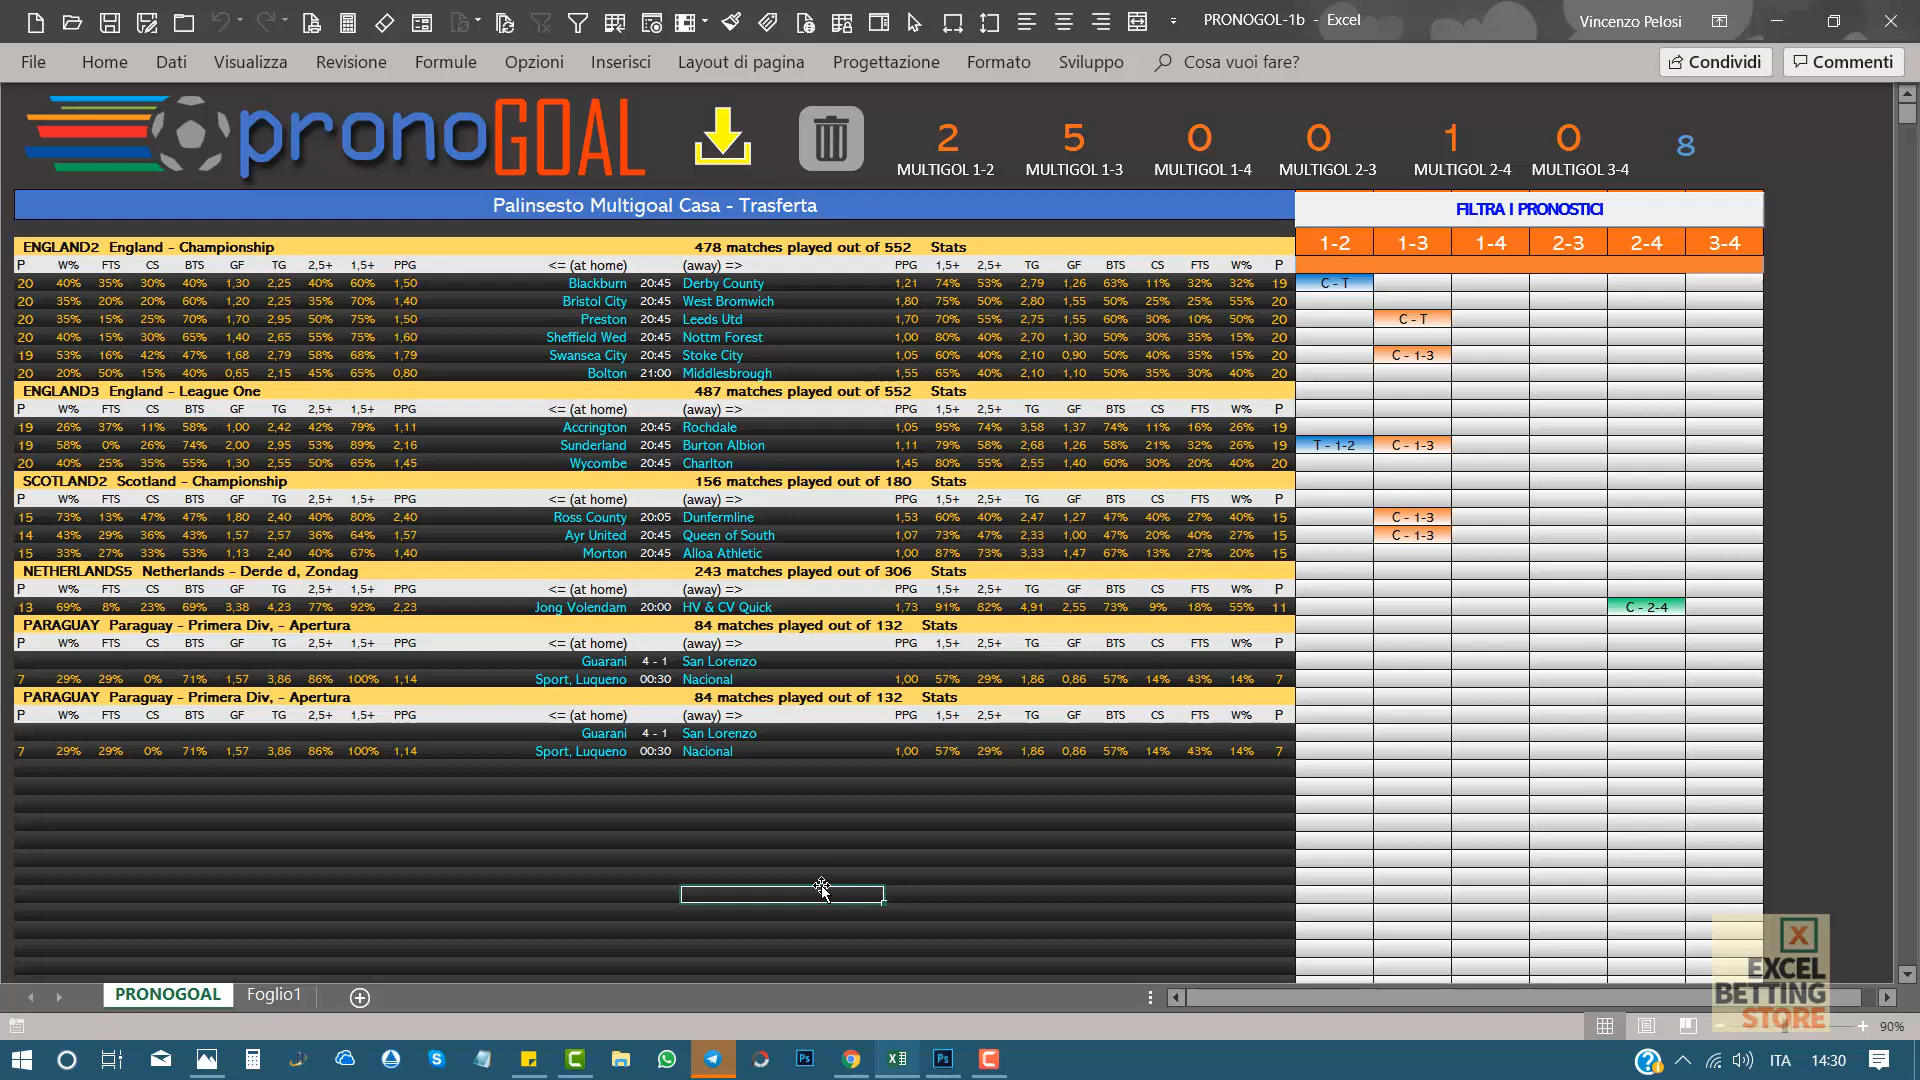 PRONOGOL-1b - Excel
Vincenzo Pelosi
File Home Dati Visualizza Revisione Formule Opzioni Inserisci Layout di pagina Progettazione Formato Sviluppo Cosa vuoi fare? Condividi Commenti
pronoGOAL
2 5 0 0 1 0 8
MULTIGOL 1-2 MULTIGOL 1-3 MULTIGOL 1-4 MULTIGOL 2-3 MULTIGOL 2-4 MULTIGOL 3-4
Palinsesto Multigoal Casa - Trasferta
FILTRA I PRONOSTICI
1-2 1-3 1-4 2-3 2-4 3-4
ENGLAND2 England - Championship 478 matches played out of 552 Stats
P W% FTS CS BTS GF TG 2,5+ 1,5+ PPG <= (at home) (away) => PPG 1,5+ 2,5+ TG GF BTS CS FTS W% P
20 40% 35% 30% 40% 1,30 2,25 40% 60% 1,50 Blackburn 20:45 Derby County 1,21 74% 53% 2,79 1,26 63% 11% 32% 32% 19 C - T
20 35% 20% 20% 60% 1,20 2,25 35% 70% 1,40 Bristol City 20:45 West Bromwich 1,80 75% 50% 2,80 1,55 50% 25% 25% 55% 20
20 35% 15% 25% 70% 1,70 2,95 50% 75% 1,50 Preston 20:45 Leeds Utd 1,70 70% 55% 2,75 1,55 60% 30% 10% 50% 20 C - T
20 40% 15% 30% 65% 1,40 2,65 55% 75% 1,60 Sheffield Wed 20:45 Nottm Forest 1,00 80% 40% 2,70 1,30 50% 30% 35% 15% 20
19 53% 16% 42% 47% 1,68 2,79 58% 68% 1,79 Swansea City 20:45 Stoke City 1,05 60% 40% 2,10 0,90 50% 40% 35% 15% 20 C - 1-3
20 20% 50% 15% 40% 0,65 2,15 45% 65% 0,80 Bolton 21:00 Middlesbrough 1,55 65% 40% 2,10 1,10 50% 35% 30% 40% 20
ENGLAND3 England - League One 487 matches played out of 552 Stats
P W% FTS CS BTS GF TG 2,5+ 1,5+ PPG <= (at home) (away) => PPG 1,5+ 2,5+ TG GF BTS CS FTS W% P
19 26% 37% 11% 58% 1,00 2,42 42% 79% 1,11 Accrington 20:45 Rochdale 1,05 95% 74% 3,58 1,37 74% 11% 16% 26% 19
19 58% 0% 26% 74% 2,00 2,95 53% 89% 2,16 Sunderland 20:45 Burton Albion 1,11 79% 58% 2,68 1,26 58% 21% 32% 26% 19 T - 1-2 C - 1-3
20 40% 25% 35% 55% 1,30 2,55 50% 65% 1,45 Wycombe 20:45 Charlton 1,45 80% 55% 2,55 1,40 60% 30% 20% 40% 20
SCOTLAND2 Scotland - Championship 156 matches played out of 180 Stats
P W% FTS CS BTS GF TG 2,5+ 1,5+ PPG <= (at home) (away) => PPG 1,5+ 2,5+ TG GF BTS CS FTS W% P
15 73% 13% 47% 47% 1,80 2,40 40% 80% 2,40 Ross County 20:05 Dunfermline 1,53 60% 40% 2,47 1,27 47% 40% 27% 40% 15 C - 1-3
14 43% 29% 36% 43% 1,57 2,57 36% 64% 1,57 Ayr United 20:45 Queen of South 1,07 73% 47% 2,33 1,00 47% 20% 40% 27% 15 C - 1-3
15 33% 27% 33% 53% 1,13 2,40 40% 67% 1,40 Morton 20:45 Alloa Athletic 1,00 87% 73% 3,33 1,47 67% 13% 27% 20% 15
NETHERLANDS5 Netherlands - Derde d, Zondag 243 matches played out of 306 Stats
P W% FTS CS BTS GF TG 2,5+ 1,5+ PPG <= (at home) (away) => PPG 1,5+ 2,5+ TG GF BTS CS FTS W% P
13 69% 8% 23% 69% 3,38 4,23 77% 92% 2,23 Jong Volendam 20:00 HV & CV Quick 1,73 91% 82% 4,91 2,55 73% 9% 18% 55% 11 C - 2-4
PARAGUAY Paraguay - Primera Div, - Apertura 84 matches played out of 132 Stats
P W% FTS CS BTS GF TG 2,5+ 1,5+ PPG <= (at home) (away) => PPG 1,5+ 2,5+ TG GF BTS CS FTS W% P
Guarani 4 - 1 San Lorenzo
7 29% 29% 0% 71% 1,57 3,86 86% 100% 1,14 Sport, Luqueno 00:30 Nacional 1,00 57% 29% 1,86 0,86 57% 14% 43% 14% 7
PARAGUAY Paraguay - Primera Div, - Apertura 84 matches played out of 132 Stats
P W% FTS CS BTS GF TG 2,5+ 1,5+ PPG <= (at home) (away) => PPG 1,5+ 2,5+ TG GF BTS CS FTS W% P
Guarani 4 - 1 San Lorenzo
7 29% 29% 0% 71% 1,57 3,86 86% 100% 1,14 Sport, Luqueno 00:30 Nacional 1,00 57% 29% 1,86 0,86 57% 14% 43% 14% 7
X
EXCEL
BETTING
STORE
PRONOGOAL Foglio1
90%
ITA 14:30